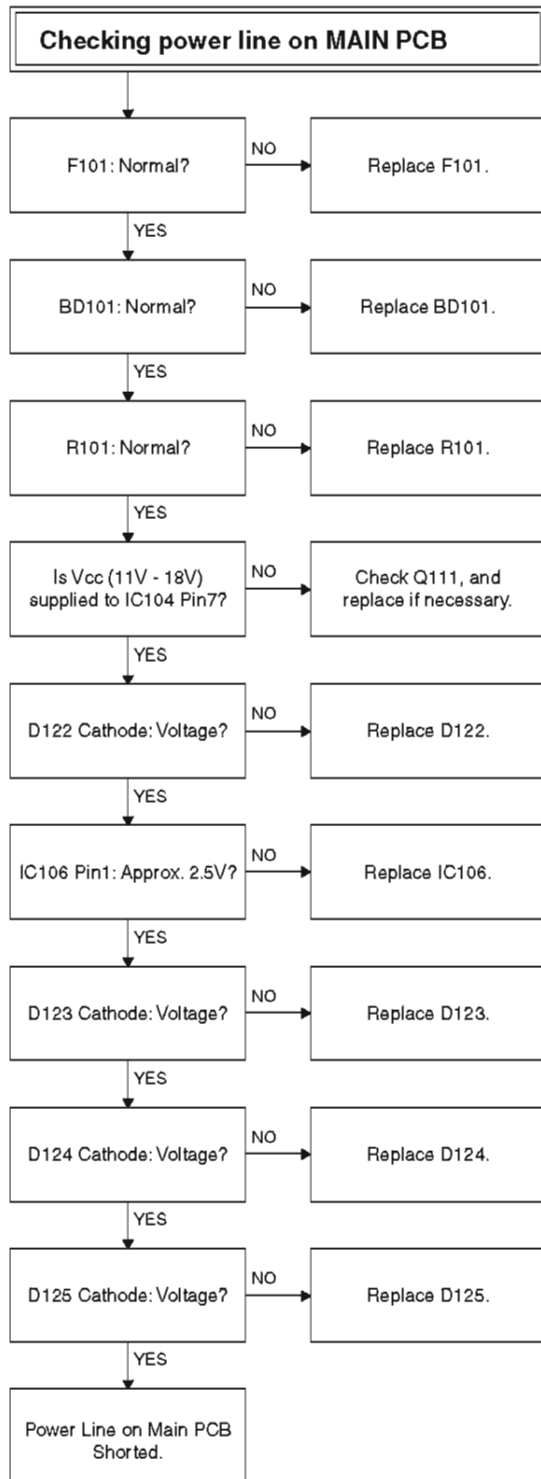 Checking power line on MAIN PCB
F101: Normal?
NO
Replace F101.
YES
BD101: Normal?
NO
Replace BD101.
YES
R101: Normal?
NO
Replace R101.
YES
Is Vcc (11V - 18V)
supplied to IC104 Pin7?
NO
Check Q111, and
replace if necessary.
YES
D122 Cathode: Voltage?
NO
Replace D122.
YES
IC106 Pin1: Approx. 2.5V?
NO
Replace IC106.
YES
D123 Cathode: Voltage?
NO
Replace D123.
YES
D124 Cathode: Voltage?
NO
Replace D124.
YES
D125 Cathode: Voltage?
NO
Replace D125.
YES
Power Line on Main PCB
Shorted.